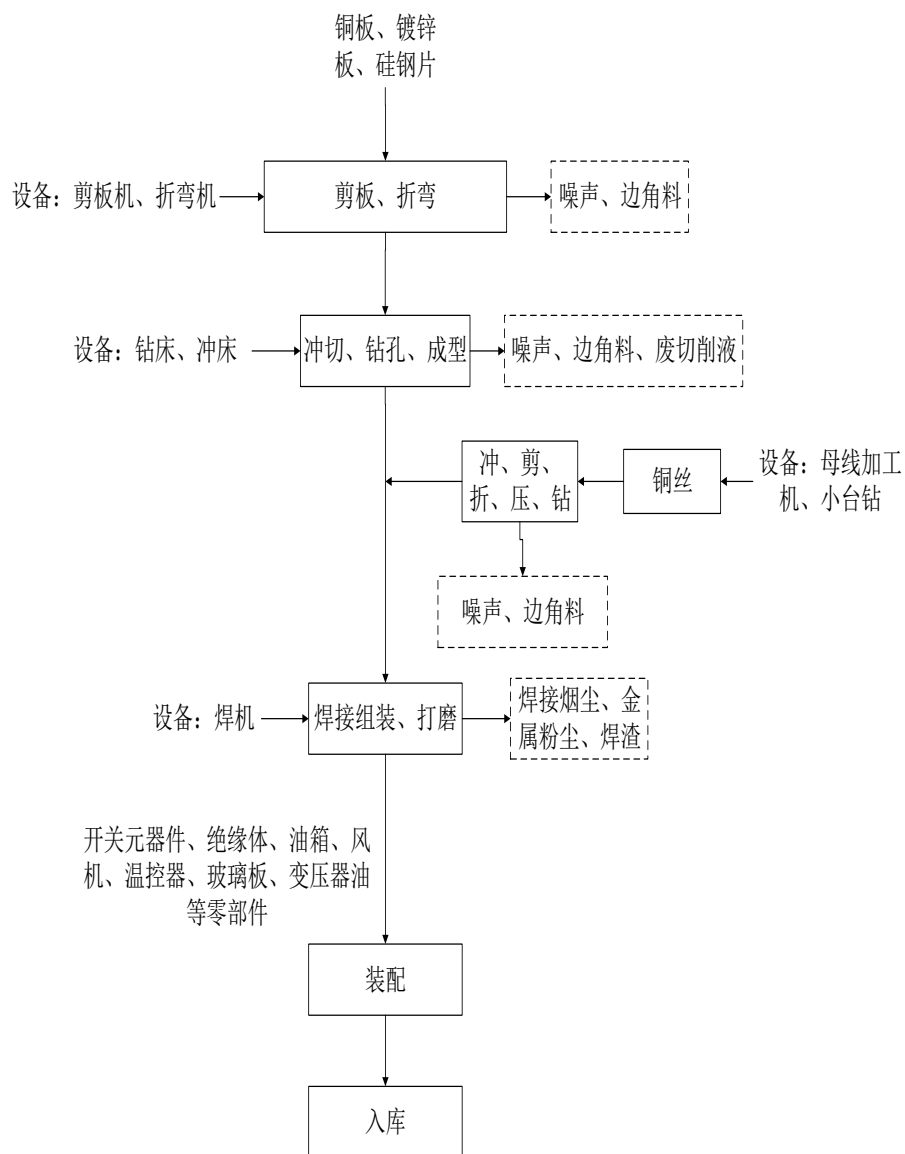 铜板、镀锌
板、硅钢片
设备：剪板机、折弯机
剪板、折弯
噪声、边角料
设备：钻床、冲床
冲切、钻孔、成型
噪声、边角料、废切削液
冲、剪、
折、压、钻
铜丝
设备：母线加工
机、小台钻
噪声、边角料
设备：焊机
焊接组装、打磨
焊接烟尘、金
属粉尘、焊渣
开关元器件、绝缘体、油箱、风
机、温控器、玻璃板、变压器油
等零部件
装配
入库